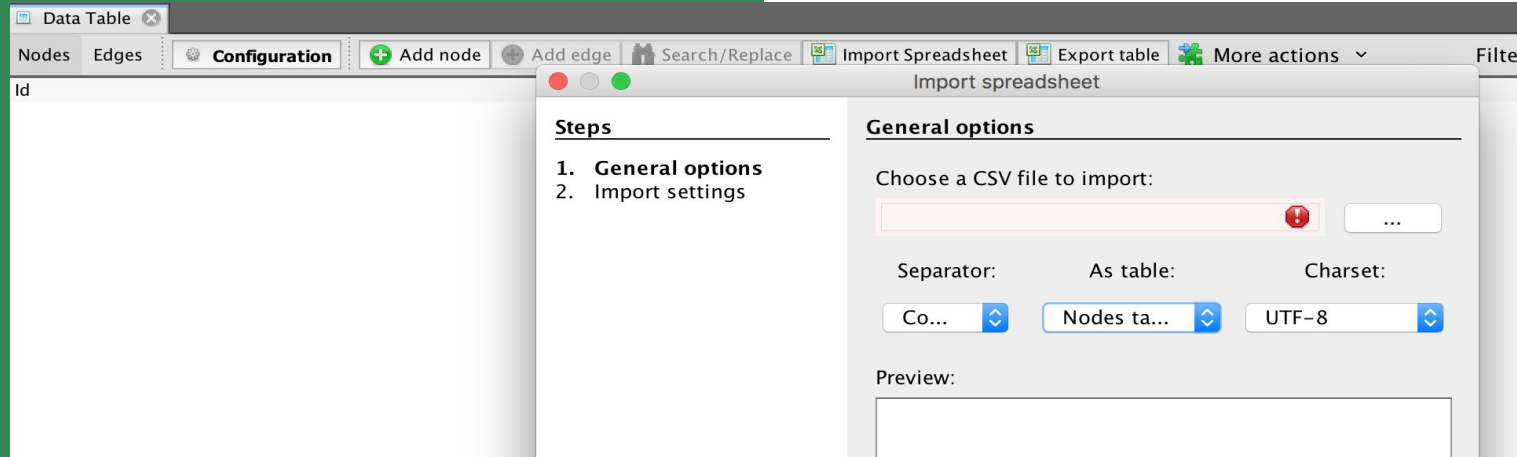 Data Table
Nodes Edges Configuration Add node Add edge Search/Replace Import Spreadsheet Export table More actions Filte
Id
Import spreadsheet
Steps
1. General options
2. Import settings
General options
Choose a CSV file to import:
...
Separator: As table: Charset:
Co... Nodes ta... UTF-8
Preview: